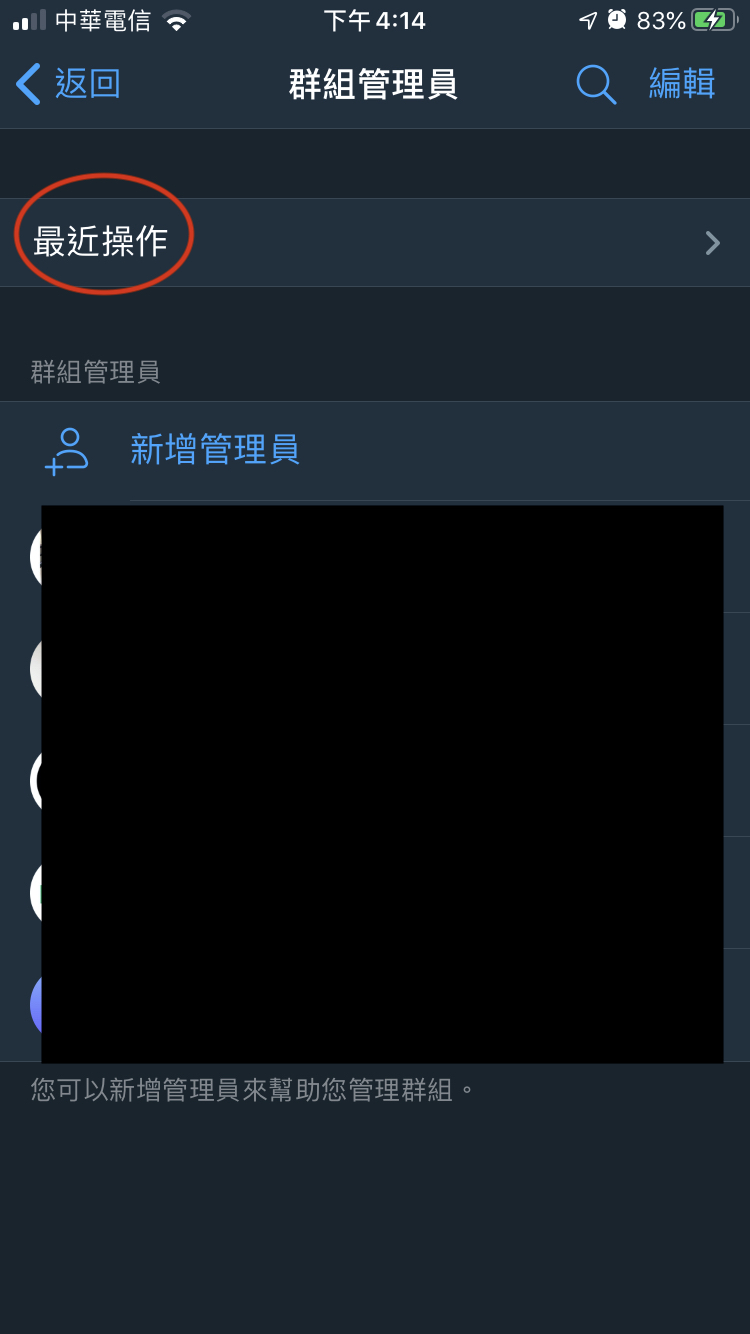 中華電信 下午4:14 83%
返回 群組管理員 編輯
最近操作
群組管理員
新增管理員
您可以新增管理員來幫助您管理群組。